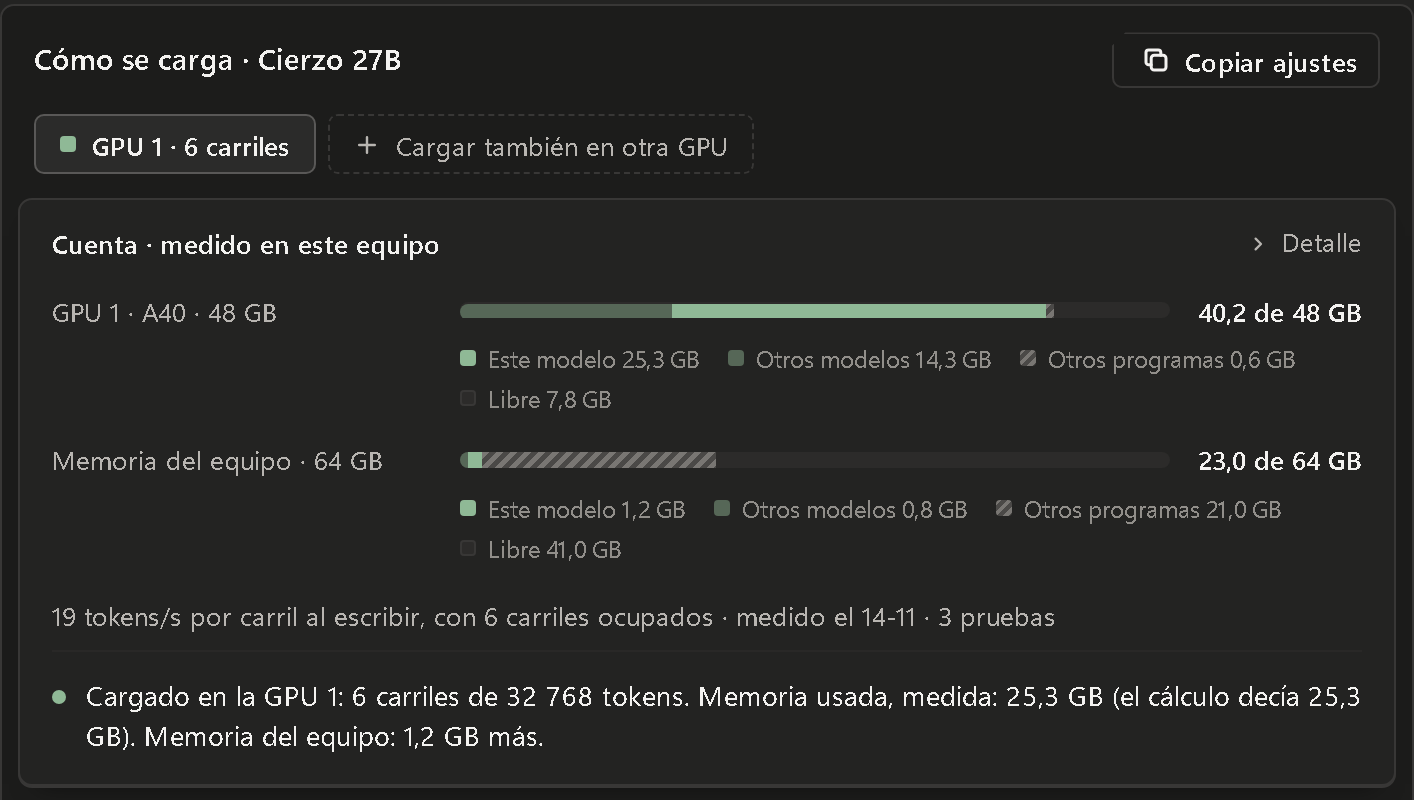 Cómo se carga · Cierzo 27B
Copiar ajustes
GPU 1 · 6 carriles
+ Cargar también en otra GPU
Cuenta · medido en este equipo
Detalle
GPU 1 · A40 · 48 GB
40,2 de 48 GB
Este modelo 25,3 GB
Otros modelos 14,3 GB
Otros programas 0,6 GB
Libre 7,8 GB
Memoria del equipo · 64 GB
23,0 de 64 GB
Este modelo 1,2 GB
Otros modelos 0,8 GB
Otros programas 21,0 GB
Libre 41,0 GB
19 tokens/s por carril al escribir, con 6 carriles ocupados · medido el 14-11 · 3 pruebas
Cargado en la GPU 1: 6 carriles de 32 768 tokens. Memoria usada, medida: 25,3 GB (el cálculo decía 25,3
GB). Memoria del equipo: 1,2 GB más.